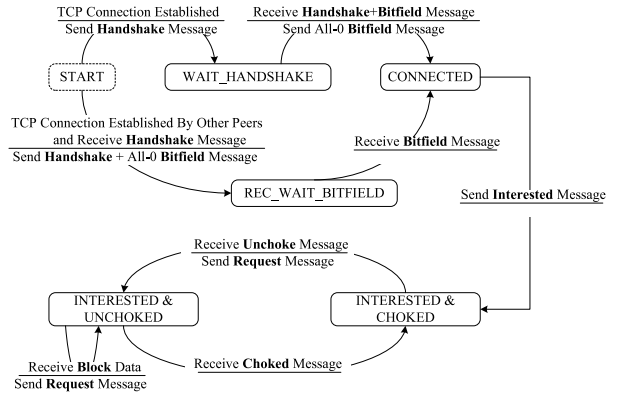 TCP Connection Established
Send Handshake Message
Receive Handshake+Bitfield Message
Send All-0 Bitfield Message
START
WAIT_HANDSHAKE
CONNECTED
TCP Connection Established By Other Peers
and Receive Handshake Message
Send Handshake + All-0 Bitfield Message
Receive Bitfield Message
REC_WAIT_BITFIELD
Send Interested Message
Receive Unchoke Message
Send Request Message
INTERESTED &
UNCHOKED
INTERESTED &
CHOKED
Receive Block Data
Send Request Message
Receive Choked Message